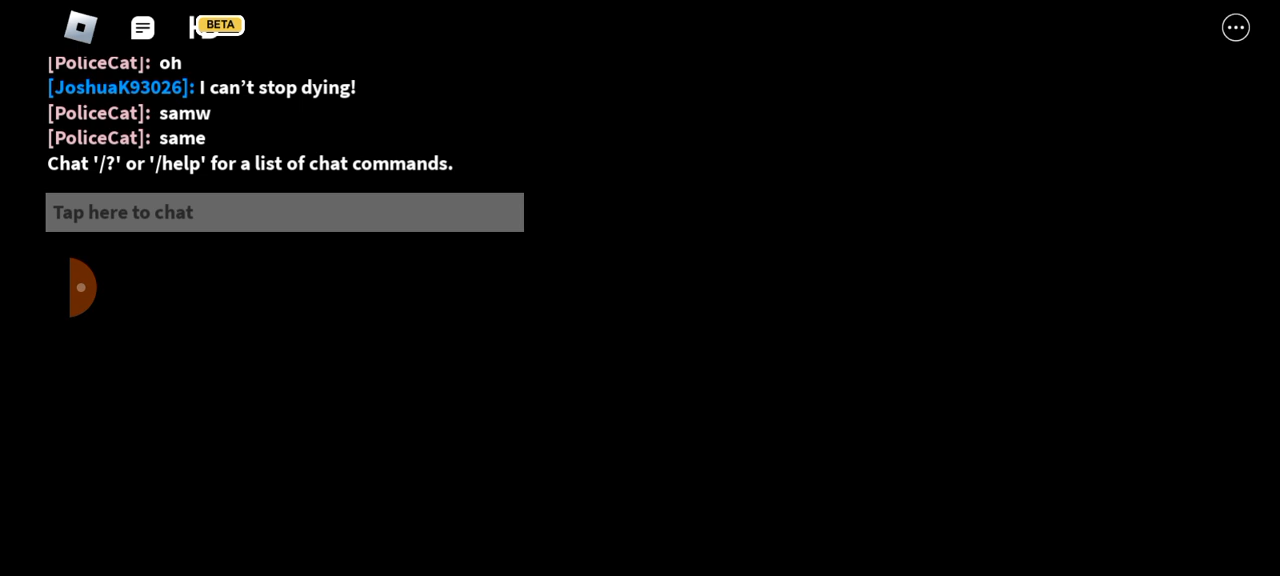 BETA
[PoliceCat]: oh
[JoshuaK93026]: I can’t stop dying!
[PoliceCat]: samw
[PoliceCat]: same
Chat '/?' or '/help' for a list of chat commands.
Tap here to chat